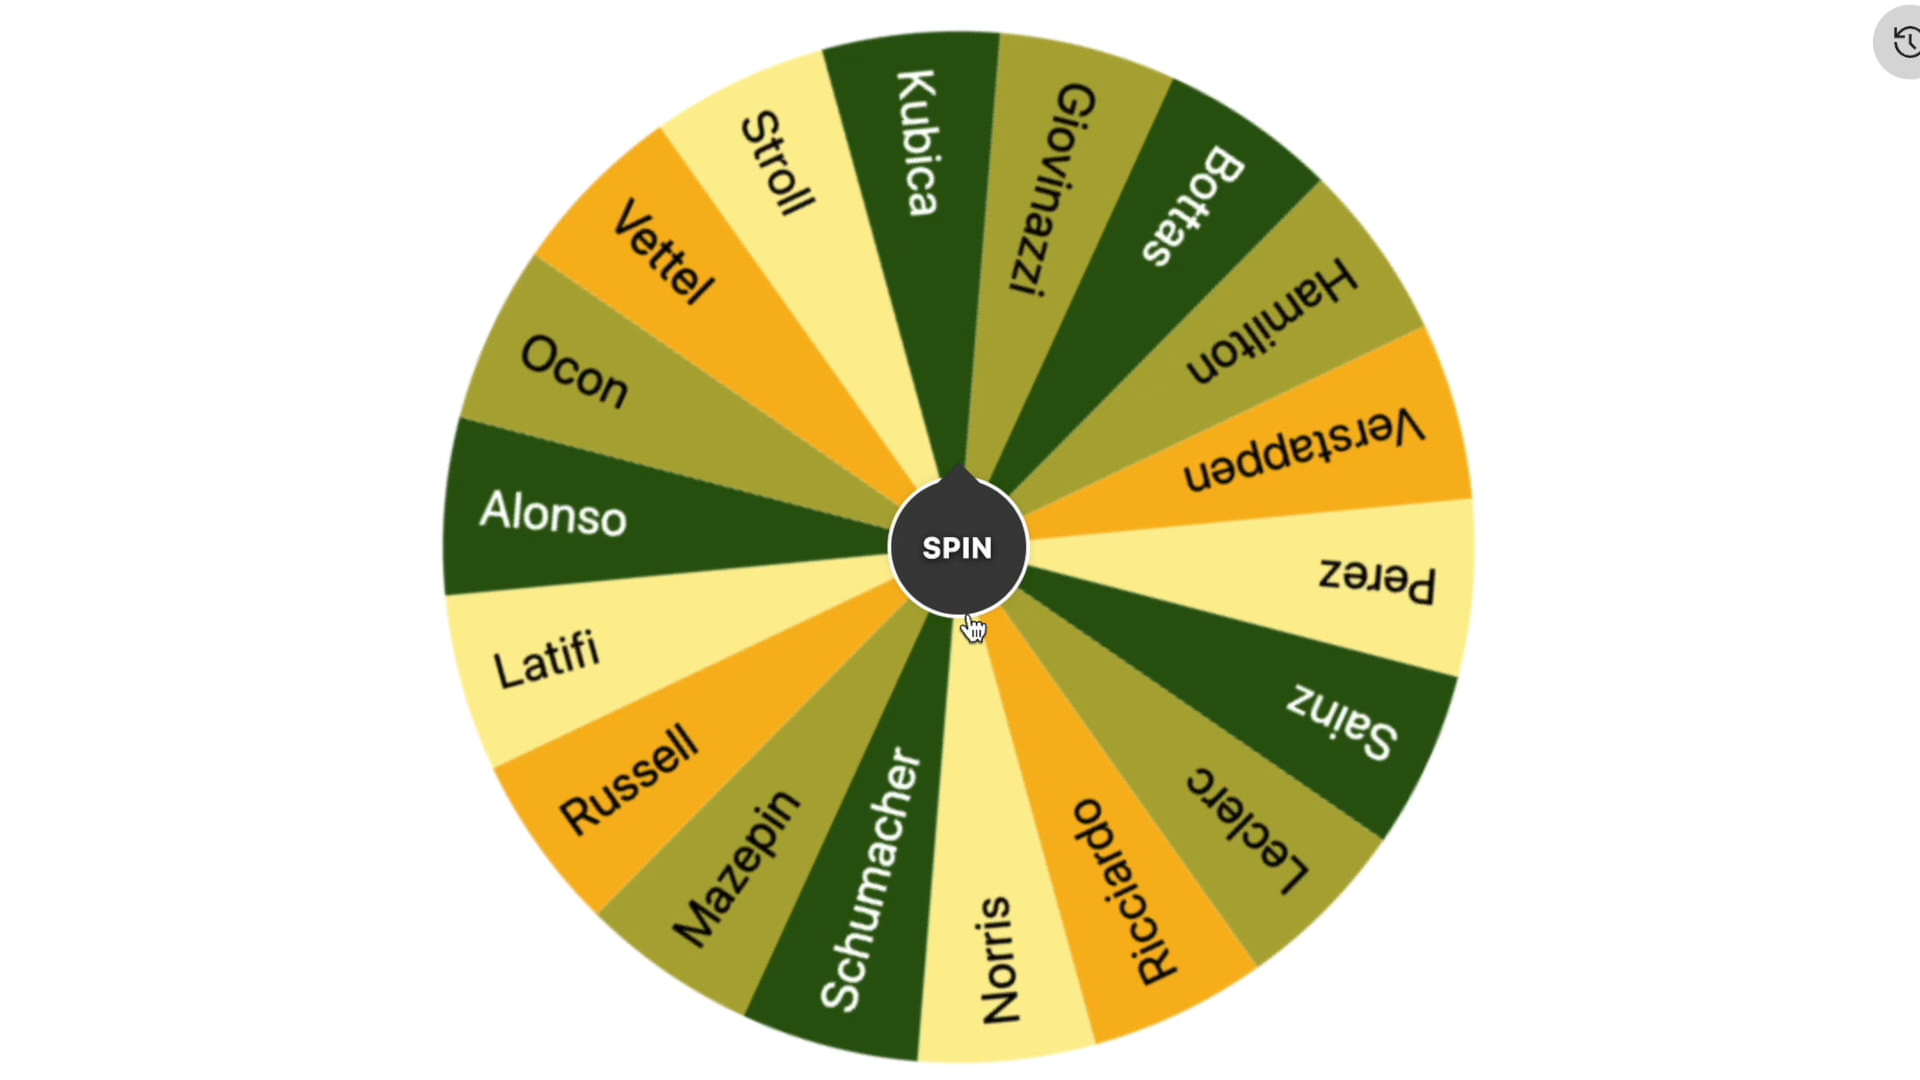 Kubica
Giovinazzi
Bottas
Hamilton
Verstappen
Perez
Sainz
Leclerc
Ricciardo
Norris
Schumacher
Mazepin
Russell
Latifi
Alonso
Ocon
Vettel
Stroll
SPIN